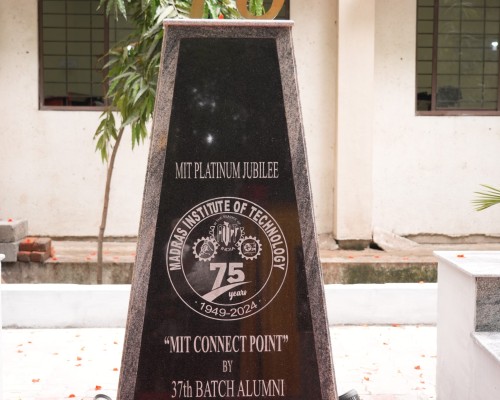 MIT PLATINUM JUBILEE
MADRAS INSTITUTE OF TECHNOLOGY
75
years
· 1949-2024 ·
“MIT CONNECT POINT”
BY
37th BATCH ALUMNI